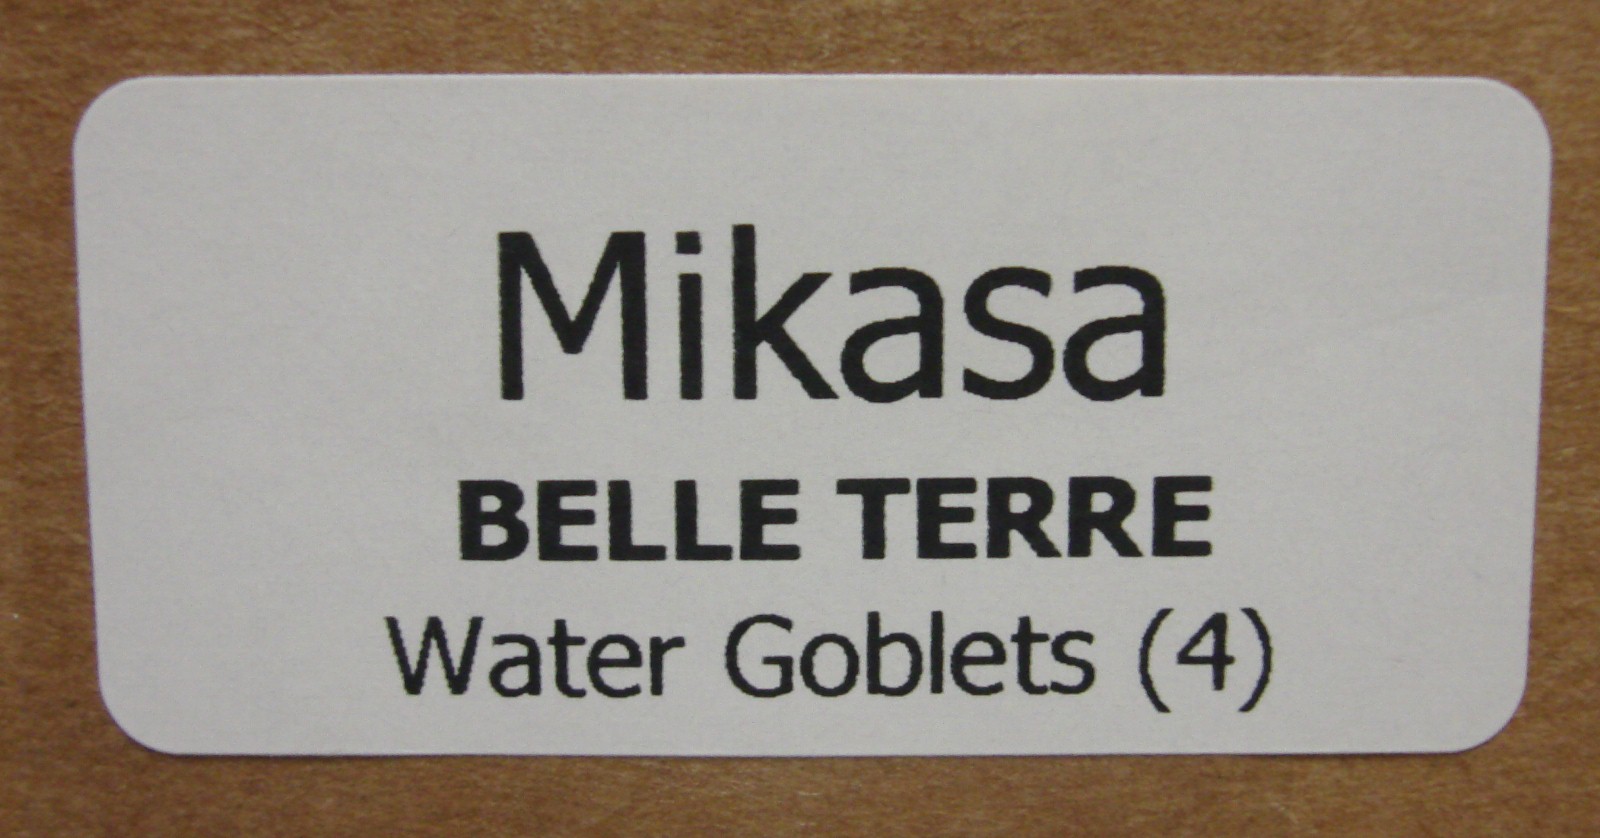 Mikasa
BELLE TERRE
Water Goblets (4)